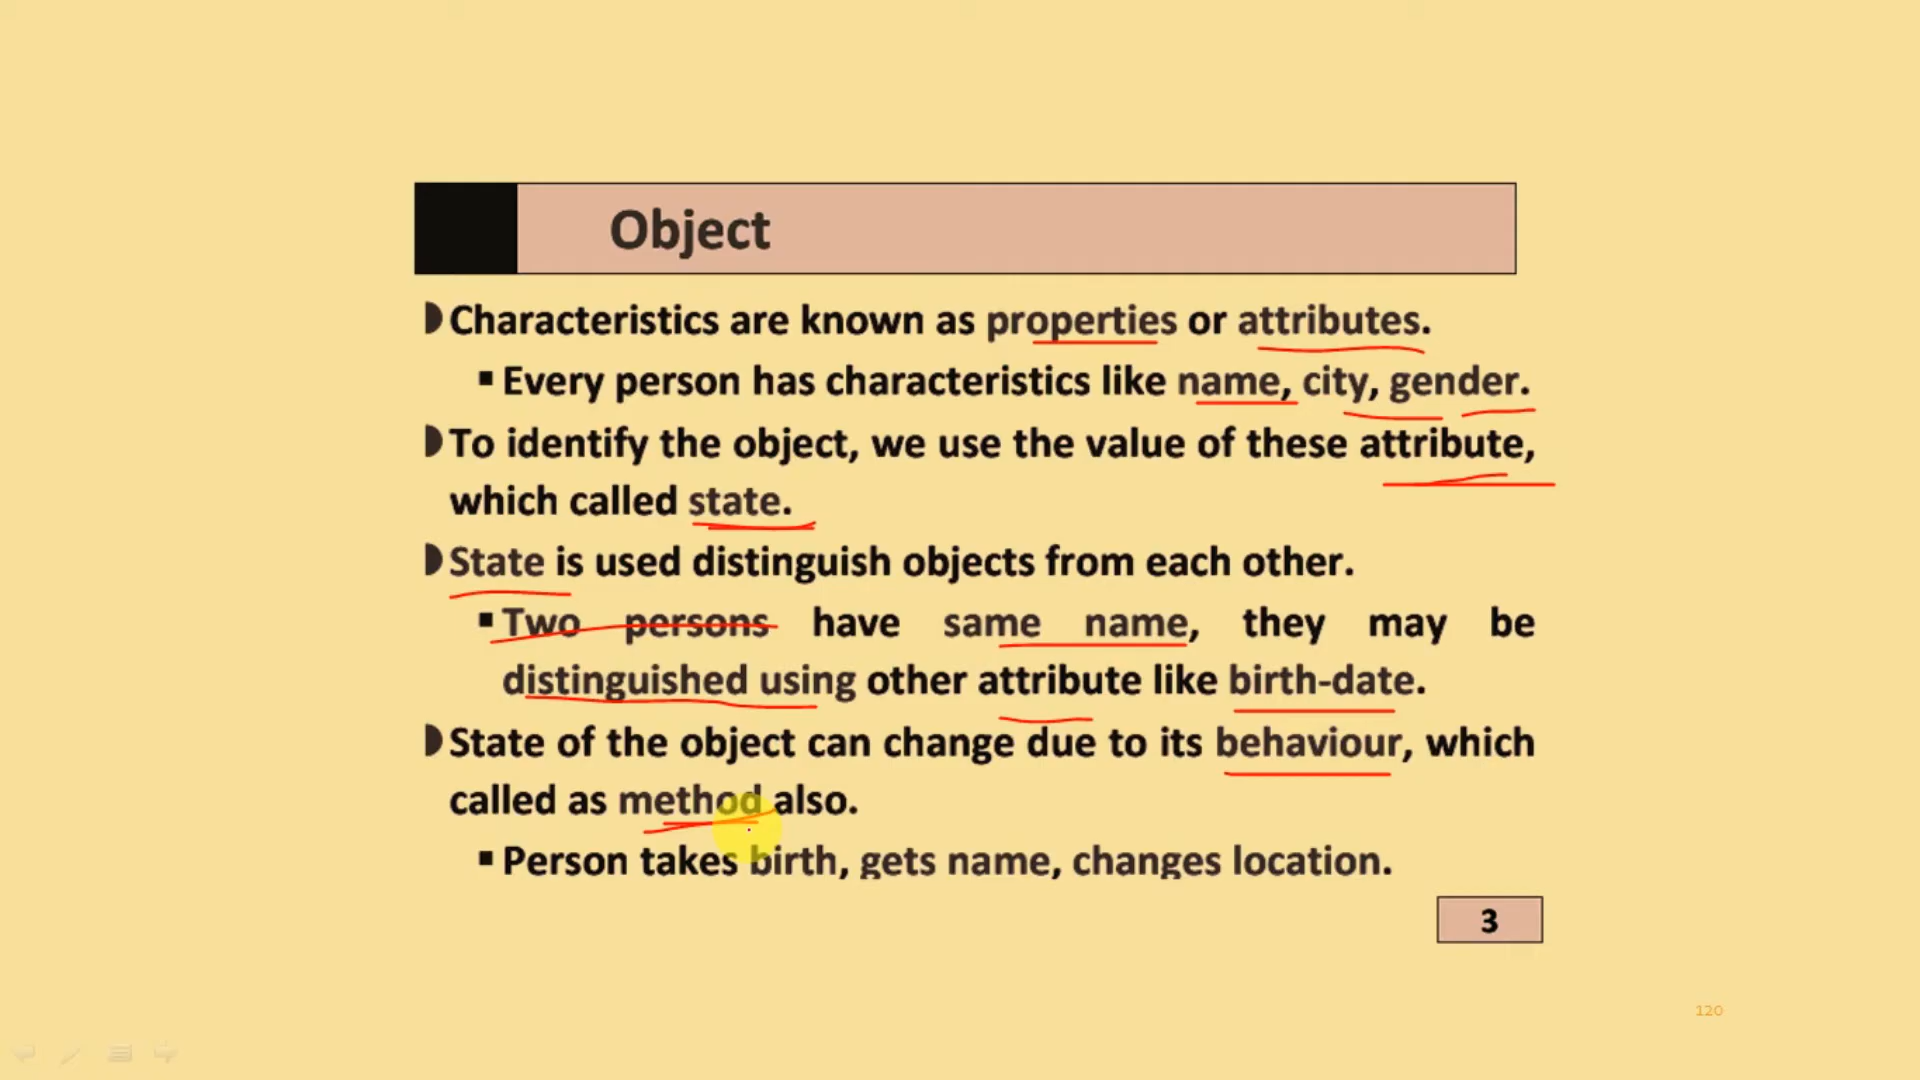 Object
Characteristics are known as properties or attributes.
Every person has characteristics like name, city, gender.
To identify the object, we use the value of these attribute,
which called state.
State is used distinguish objects from each other.
Two persons have same name, they may be
distinguished using other attribute like birth-date.
State of the object can change due to its behaviour, which
called as method also.
Person takes birth, gets name, changes location.
3
120